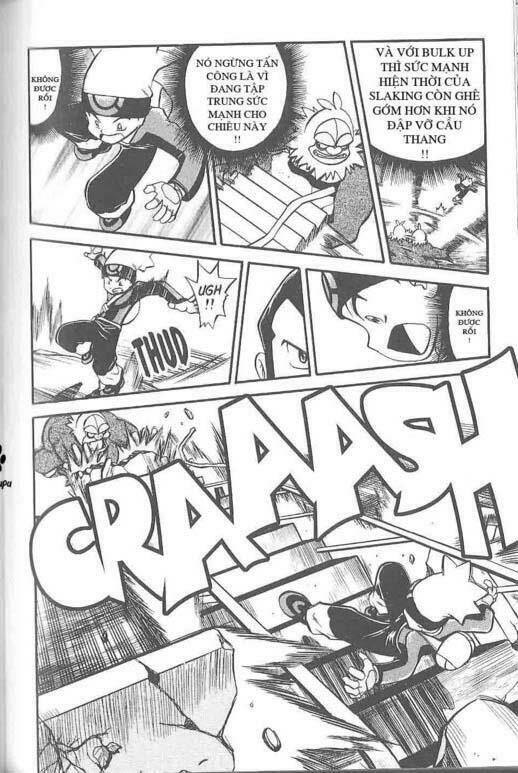 KHÔNG
ĐƯỢC
RỒI !
NÓ NGỪNG TẤN
CÔNG LÀ VÌ
ĐANG TẬP
TRUNG SỨC
MẠNH CHO
CHIÊU NÀY
!!
VÀ VỚI BULK UP
THÌ SỨC MẠNH
HIỆN THỜI CỦA
SLAKING CÒN GHÊ
GỚM HƠN KHI NÓ
ĐẬP VỠ CẦU
THANG
!!
UGH
!!
THUD
KHÔNG
ĐƯỢC
!
CRAAAASH